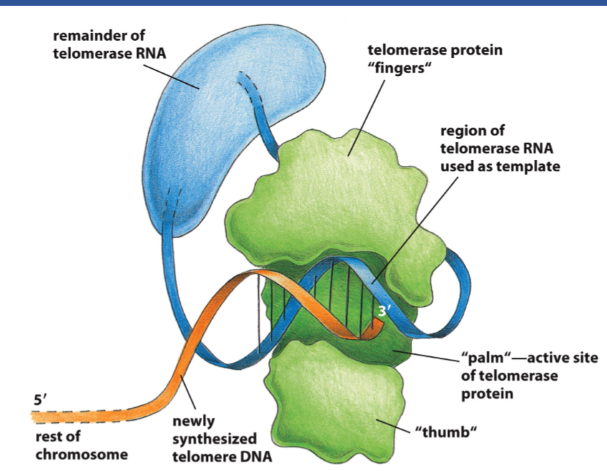 remainder of
telomerase RNA
telomerase protein
“fingers“
region of
telomerase RNA
used as template
3′
“palm“—active site
of telomerase
protein
5′
rest of
chromosome
newly
synthesized
telomere DNA
“thumb“